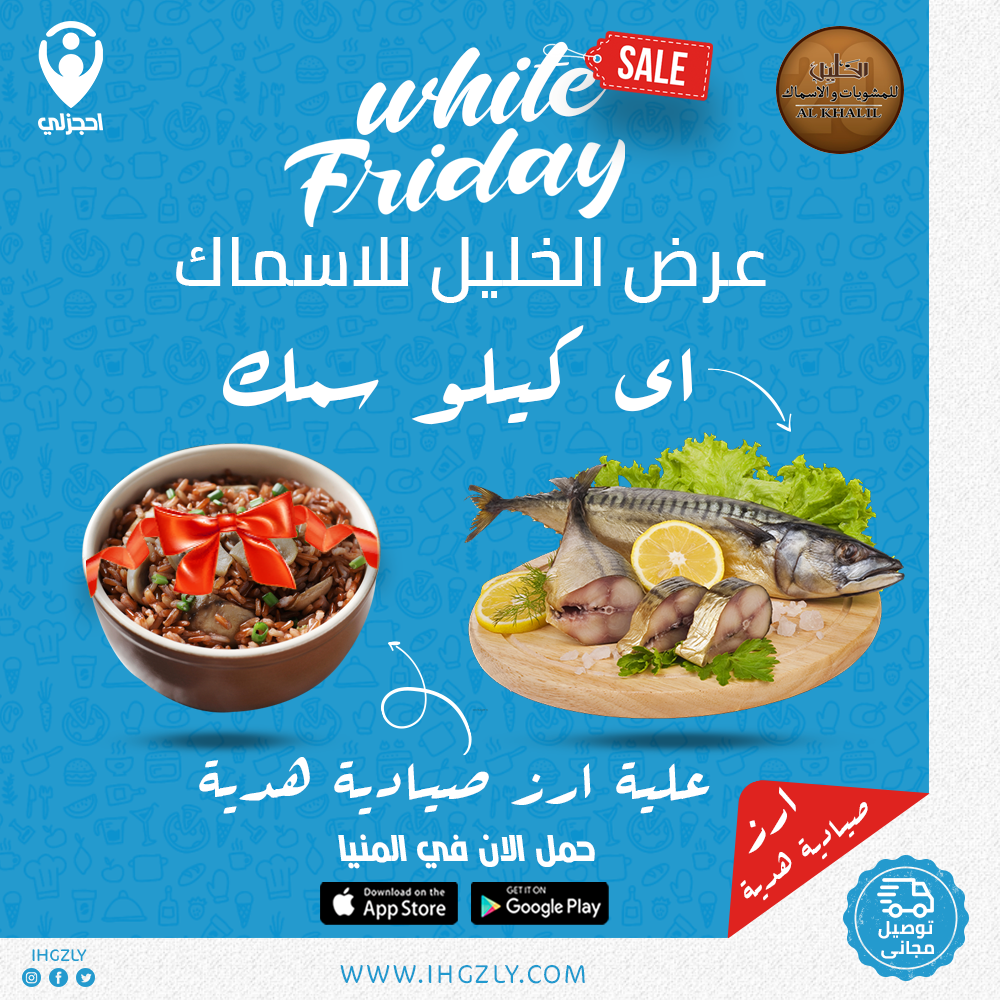 احجزلي
white
SALE
Friday
الخليل
للمشويات والاسماك
AL KHALIL
عرض الخليل للاسماك
اى كيلو سمك
علية ارز صيادية هدية
ارز
صيادية هدية
حمل الان في المنيا
Download on the
App Store
GET IT ON
Google Play
توصيل
مجانى
IHGZLY
WWW.IHGZLY.COM